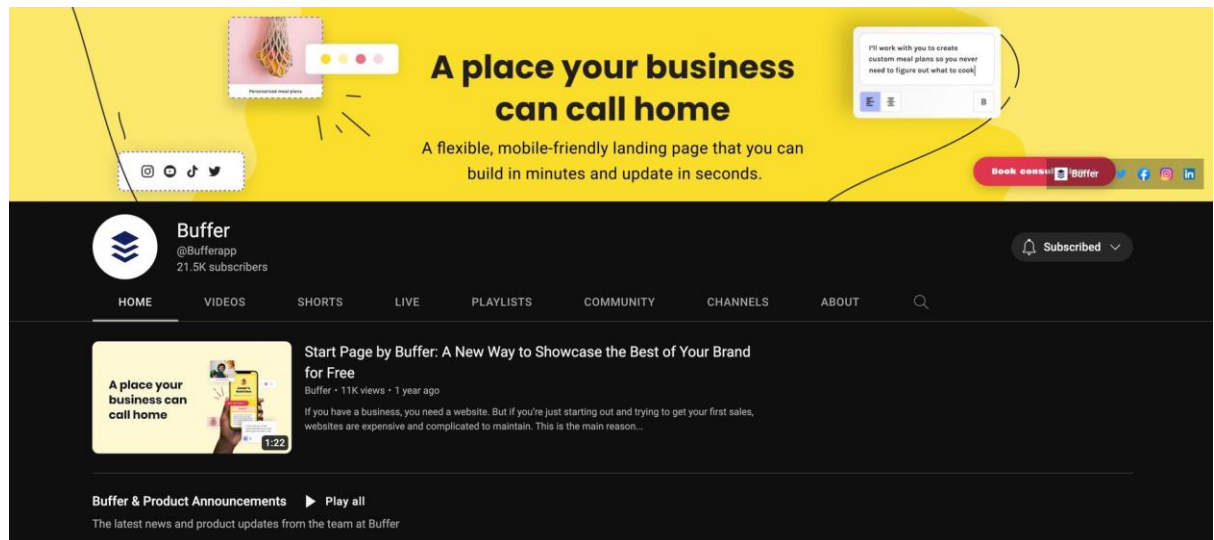 Personalized meal plans
A place your business
can call home
A flexible, mobile-friendly landing page that you can
build in minutes and update in seconds.
I'll work with you to create
custom meal plans so you never
need to figure out what to cook
B
Book
Buffer
Buffer
@Bufferapp
21.5K subscribers
Subscribed
HOME VIDEOS SHORTS LIVE PLAYLISTS COMMUNITY CHANNELS ABOUT
A place your
business can
call home
1:22
Start Page by Buffer: A New Way to Showcase the Best of Your Brand
for Free
Buffer • 11K views • 1 year ago
If you have a business, you need a website. But if you're just starting out and trying to get your first sales,
websites are expensive and complicated to maintain. This is the main reason...
Buffer & Product Announcements Play all
The latest news and product updates from the team at Buffer